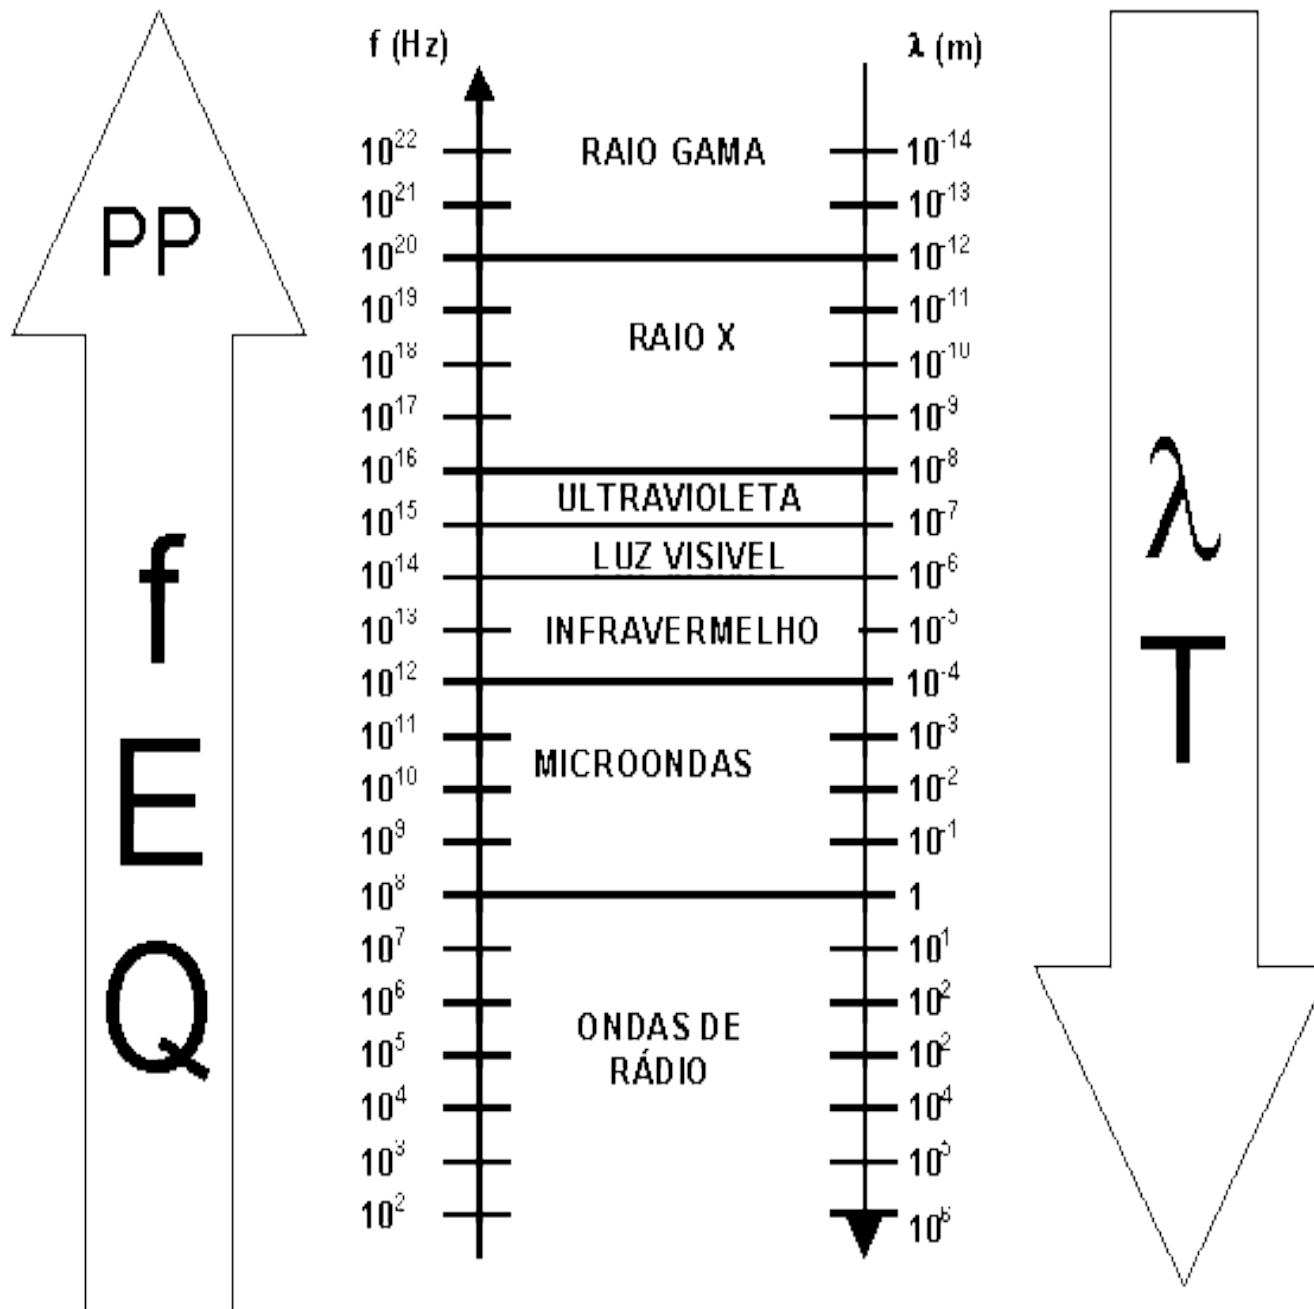 f (Hz) λ (m)
10²² RAIO GAMA 10⁻¹⁴
10²¹ 10⁻¹³
PP
10²⁰ 10⁻¹²
10¹⁹ 10⁻¹¹
RAIO X
10¹⁸ 10⁻¹⁰
10¹⁷ 10⁻⁹
10¹⁶ 10⁻⁸
ULTRAVIOLETA
10¹⁵ 10⁻⁷
LUZ VISIVEL
10¹⁴ 10⁻⁶
INFRAVERMELHO
10¹³ 10⁻⁵
10¹² 10⁻⁴
10¹¹ 10⁻³
MICROONDAS
10¹⁰ 10⁻²
10⁹ 10⁻¹
10⁸ 1
10⁷ 10¹
10⁶ 10²
ONDAS DE
10⁵ 10²
RÁDIO
10⁴ 10⁴
10³ 10⁵
10² 10⁶
f
E
Q
λ
T